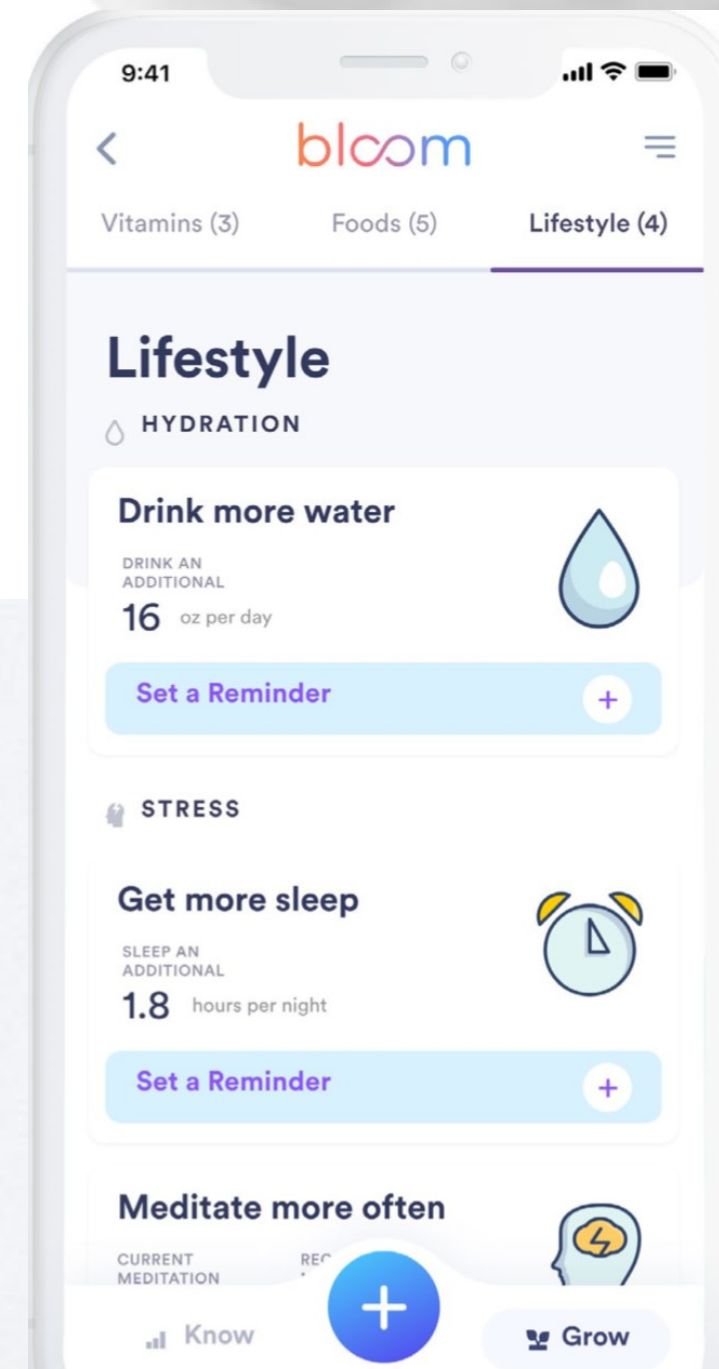 9:41
bloom
Vitamins (3) Foods (5) Lifestyle (4)
Lifestyle
HYDRATION
Drink more water
DRINK AN
ADDITIONAL
16 oz per day
Set a Reminder
STRESS
Get more sleep
SLEEP AN
ADDITIONAL
1.8 hours per night
Set a Reminder
Meditate more often
CURRENT
MEDITATION
Know Grow